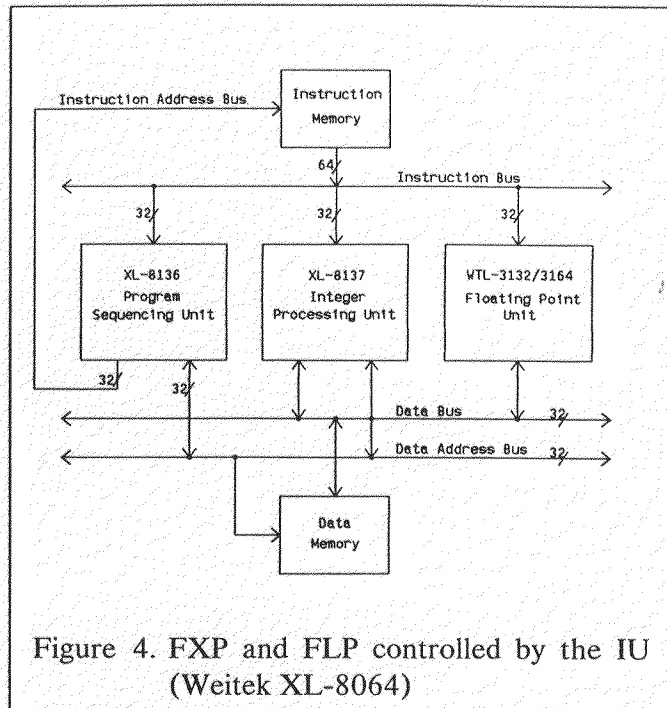 Instruction Address Bus
Instruction
Memory
64
Instruction Bus
32
32
32
XL-8136
Program
Sequencing Unit
XL-8137
Integer
Processing Unit
WTL-3132/3164
Floating Point
Unit
32
32
Data Bus
32
Data Address Bus
32
Data
Memory
Figure 4. FXP and FLP controlled by the IU
(Weitek XL-8064)